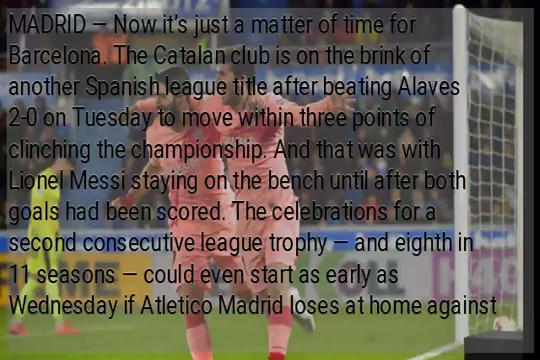 MADRID — Now it's just a matter of time for
Barcelona. The Catalan club is on the brink of
another Spanish league title after beating Alaves
2-0 on Tuesday to move within three points of
clinching the championship. And that was with
Lionel Messi staying on the bench until after both
goals had been scored. The celebrations for a
second consecutive league trophy — and eighth in
11 seasons — could even start as early as
Wednesday if Atletico Madrid loses at home against